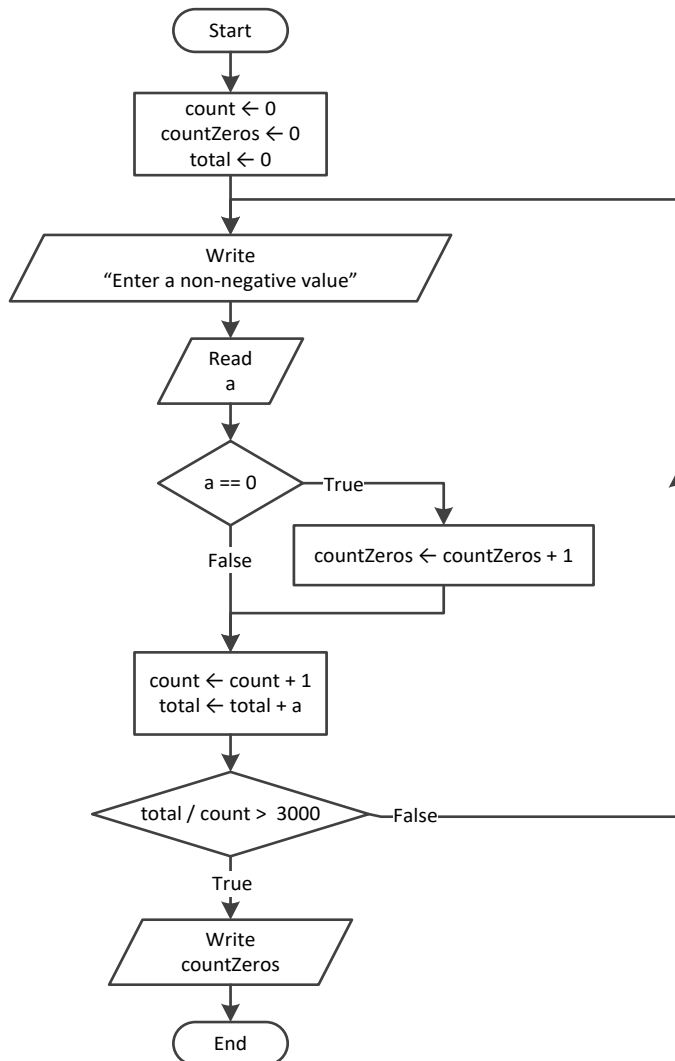 Start
count ← 0
countZeros ← 0
total ← 0
Write
“Enter a non-negative value”
Read
a
a == 0
True
False
countZeros ← countZeros + 1
count ← count + 1
total ← total + a
total / count >  3000
False
True
Write
countZeros
End